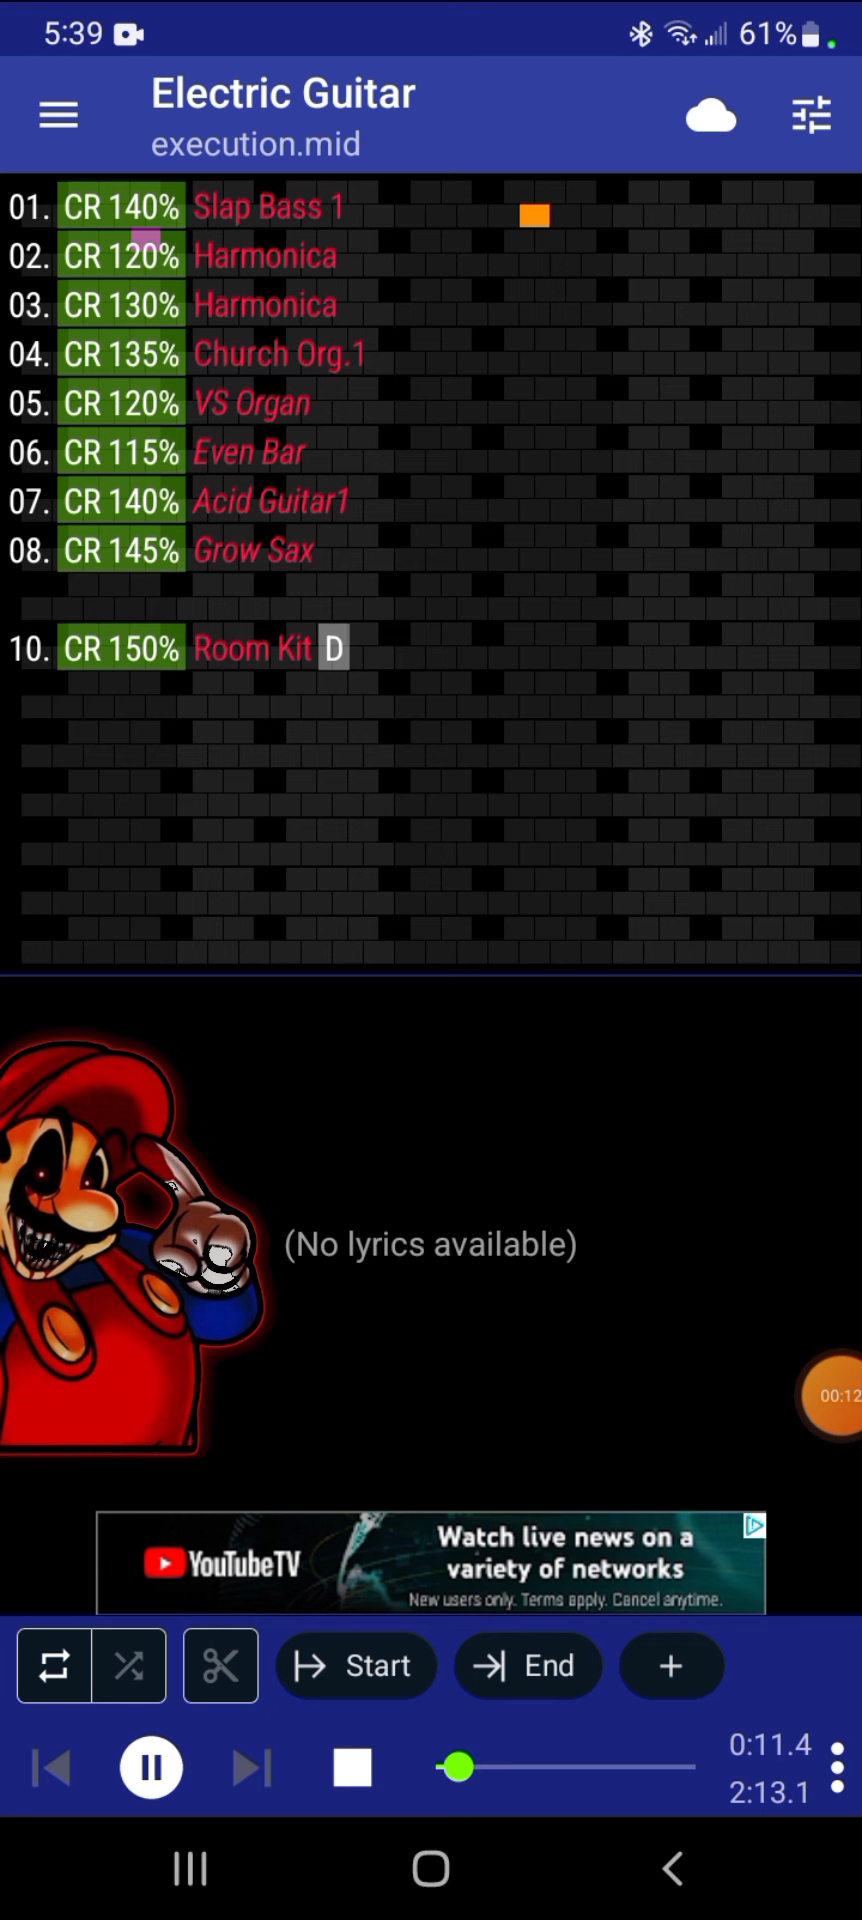 5:39 61%
Electric Guitar
execution.mid
01. CR 140% Slap Bass 1
02. CR 120% Harmonica
03. CR 130% Harmonica
04. CR 135% Church Org.1
05. CR 120% VS Organ
06. CR 115% Even Bar
07. CR 140% Acid Guitar1
08. CR 145% Grow Sax
10. CR 150% Room Kit D
(No lyrics available)
00:12
YouTubeTV
Watch live news on a
variety of networks
New users only. Terms apply. Cancel anytime.
Start End +
0:11.4
2:13.1